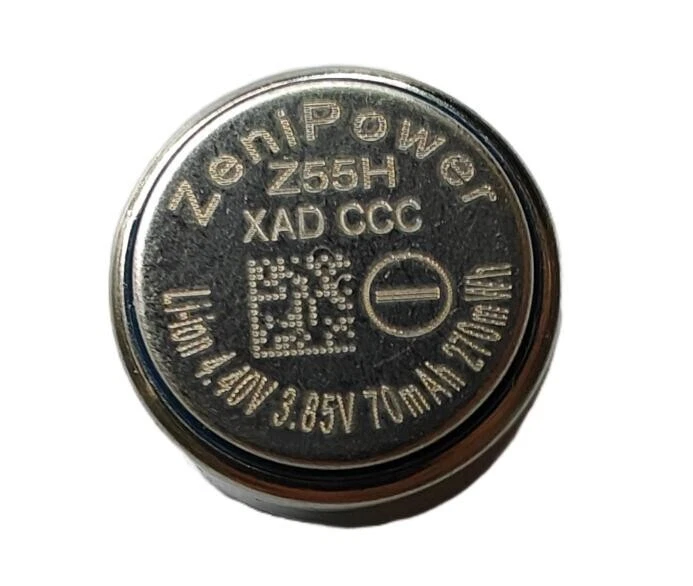 ZeniPower
Z55H
XAD CCC
Li-ion 4.40V 3.85V 70mAh 270mWh